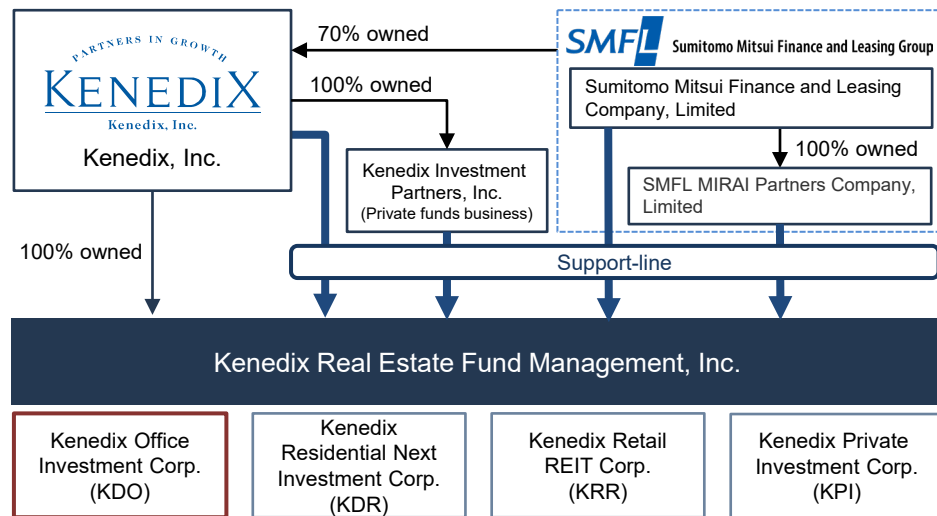 PARTNERS IN GROWTH
KENEDIX
Kenedix, Inc.
Kenedix, Inc.
70% owned
SMFL Sumitomo Mitsui Finance and Leasing Group
Sumitomo Mitsui Finance and Leasing
Company, Limited
100% owned
100% owned
Kenedix Investment
Partners, Inc.
(Private funds business)
SMFL MIRAI Partners Company,
Limited
100% owned
Support-line
Kenedix Real Estate Fund Management, Inc.
Kenedix Office
Investment Corp.
(KDO)
Kenedix
Residential Next
Investment Corp.
(KDR)
Kenedix Retail
REIT Corp.
(KRR)
Kenedix Private
Investment Corp.
(KPI)